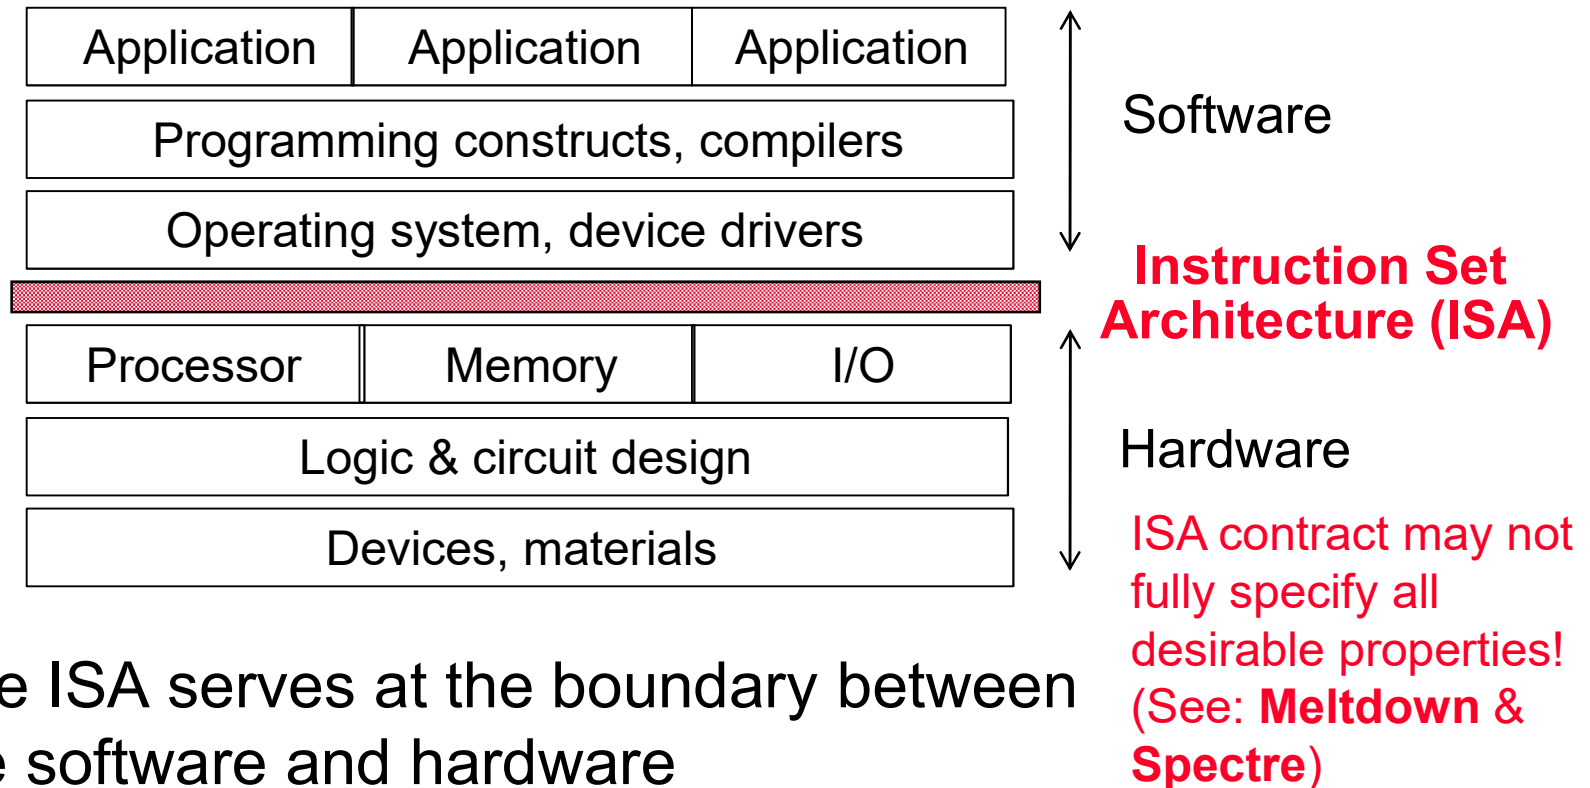 Application Application Application
Programming constructs, compilers
Operating system, device drivers
Software
Instruction Set
Architecture (ISA)
Processor Memory I/O
Logic & circuit design
Devices, materials
Hardware
ISA contract may not
fully specify all
desirable properties!
(See: Meltdown &
Spectre)
e ISA serves at the boundary between
e software and hardware